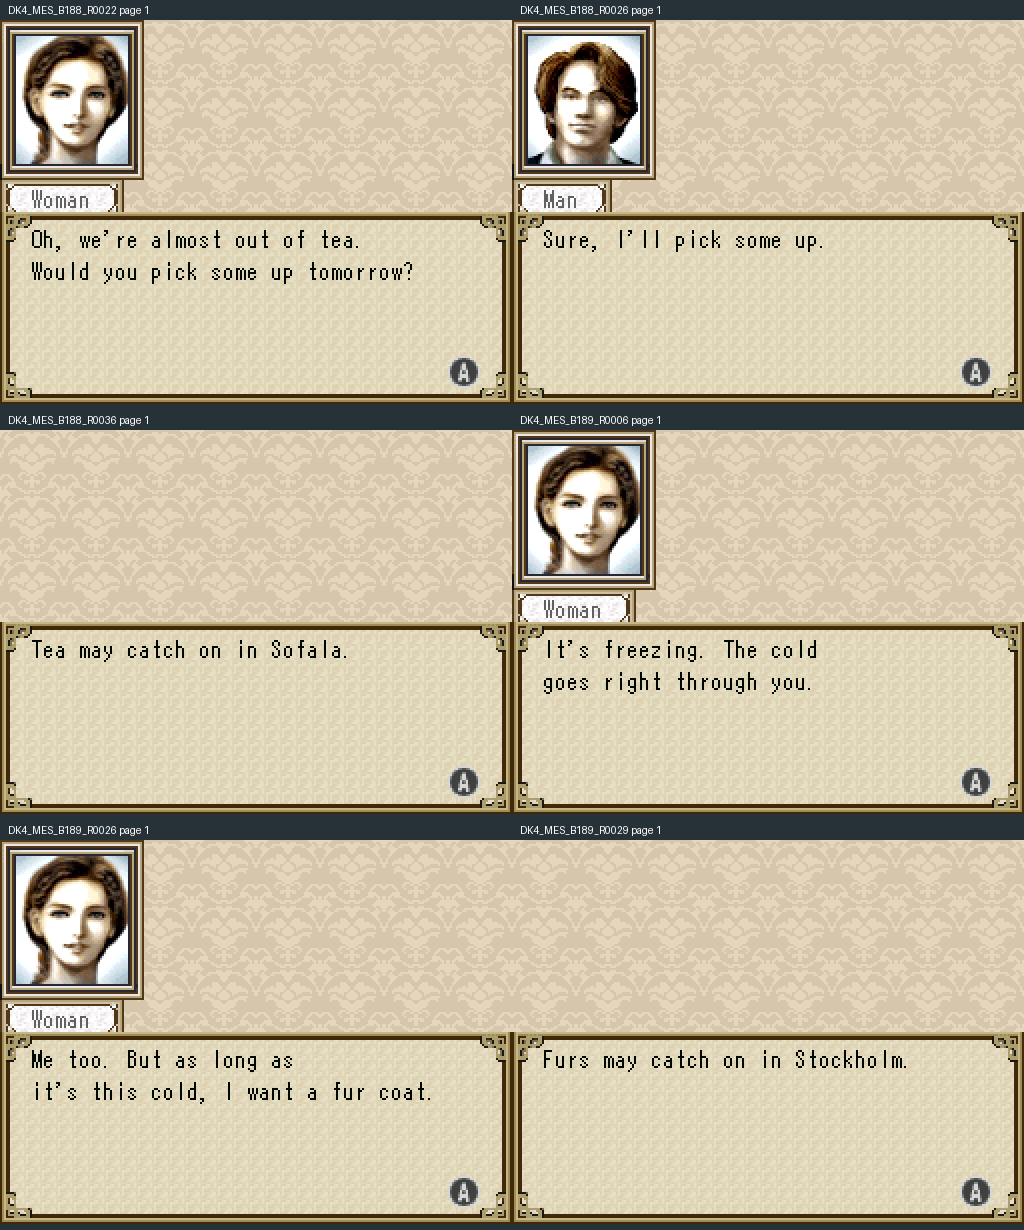 DK4_MES_B188_R0022 page 1
Woman
Oh, we're almost out of tea.
Would you pick some up tomorrow?
A
DK4_MES_B188_R0026 page 1
Man
Sure, I'll pick some up.
A
DK4_MES_B188_R0036 page 1
Tea may catch on in Sofala.
A
DK4_MES_B189_R0006 page 1
Woman
It's freezing. The cold
goes right through you.
A
DK4_MES_B189_R0026 page 1
Woman
Me too. But as long as
it's this cold, I want a fur coat.
A
DK4_MES_B189_R0029 page 1
Furs may catch on in Stockholm.
A